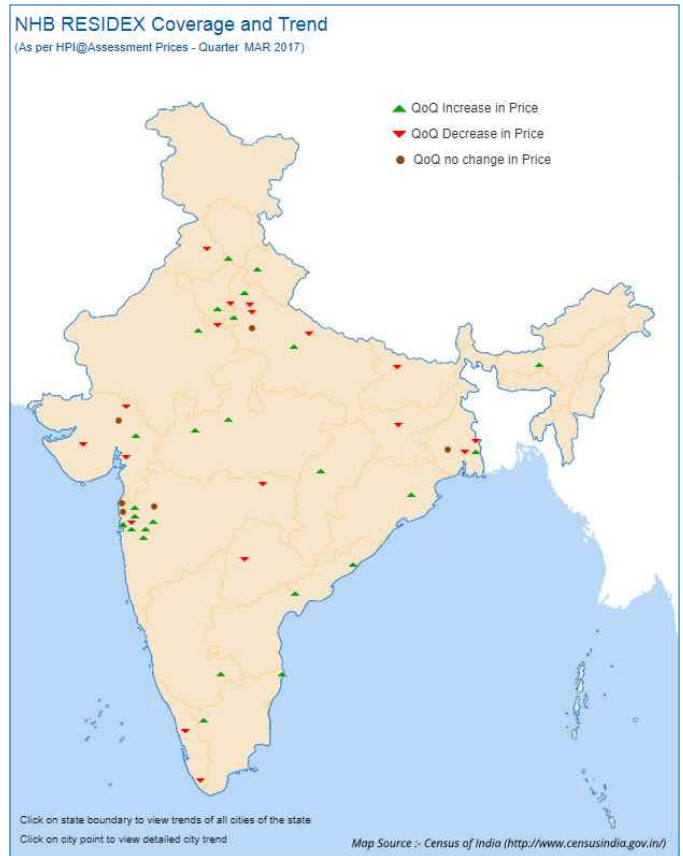 NHB RESIDEX Coverage and Trend
(As per HPI@Assessment Prices - Quarter MAR 2017)
QoQ Increase in Price
QoQ Decrease in Price
QoQ no change in Price
Click on state boundary to view trends of all cities of the state
Click on city point to view detailed city trend
Map Source :- Census of India (http://www.censusindia.gov.in/)